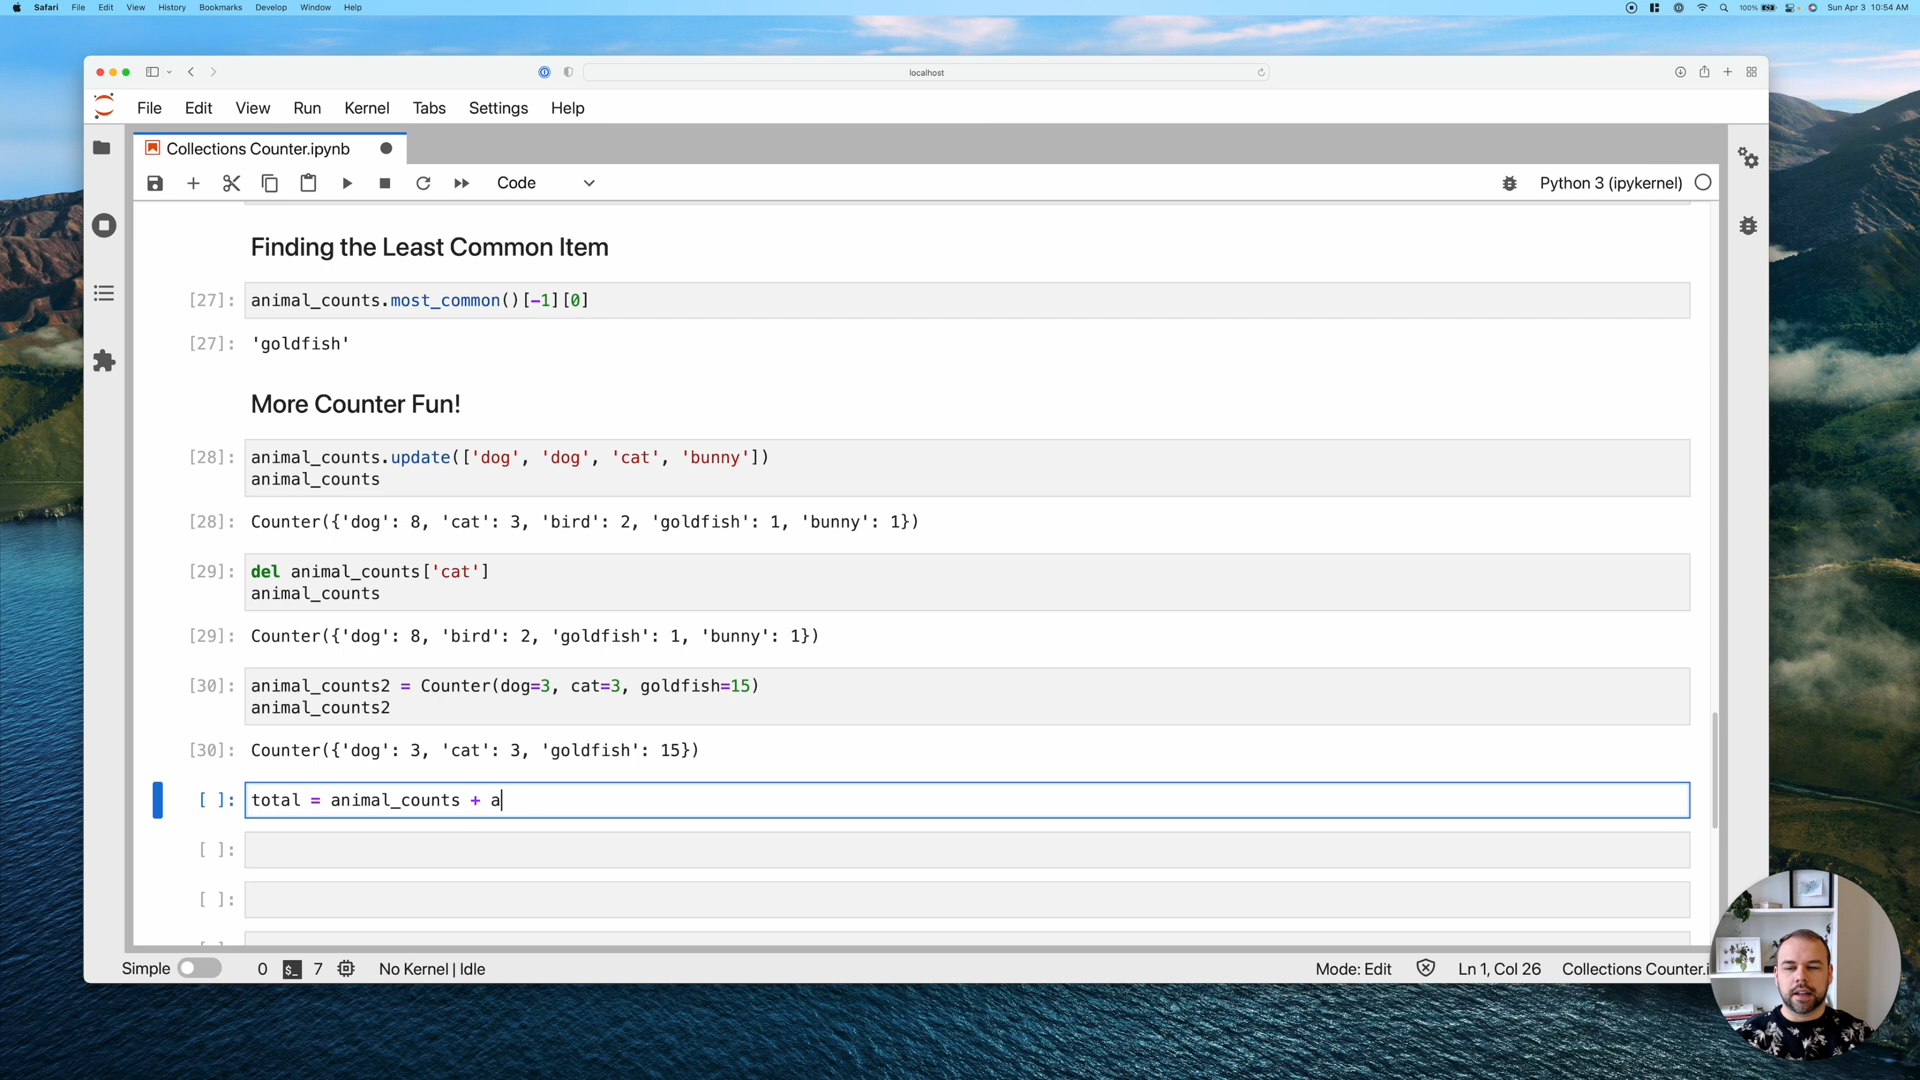 Safari File Edit View History Bookmarks Develop Window Help 100% Sun Apr 3 10:54 AM
localhost
File Edit View Run Kernel Tabs Settings Help
Collections Counter.ipynb
Code Python 3 (ipykernel)
Finding the Least Common Item
[27]: animal_counts.most_common()[-1][0]
[27]: 'goldfish'
More Counter Fun!
[28]: animal_counts.update(['dog', 'dog', 'cat', 'bunny'])
animal_counts
[28]: Counter({'dog': 8, 'cat': 3, 'bird': 2, 'goldfish': 1, 'bunny': 1})
[29]: del animal_counts['cat']
animal_counts
[29]: Counter({'dog': 8, 'bird': 2, 'goldfish': 1, 'bunny': 1})
[30]: animal_counts2 = Counter(dog=3, cat=3, goldfish=15)
animal_counts2
[30]: Counter({'dog': 3, 'cat': 3, 'goldfish': 15})
[ ]: total = animal_counts + a
[ ]:
[ ]:
Simple 0 $_ 7 No Kernel | Idle Mode: Edit Ln 1, Col 26 Collections Counter.i